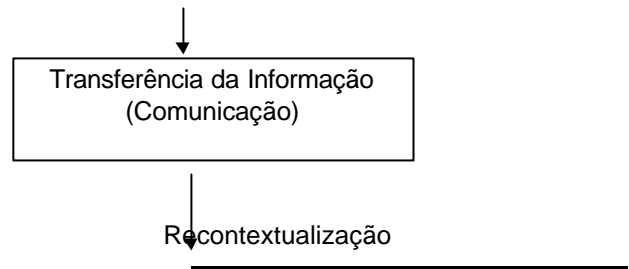 Transferência da Informação
(Comunicação)
Recontextualização